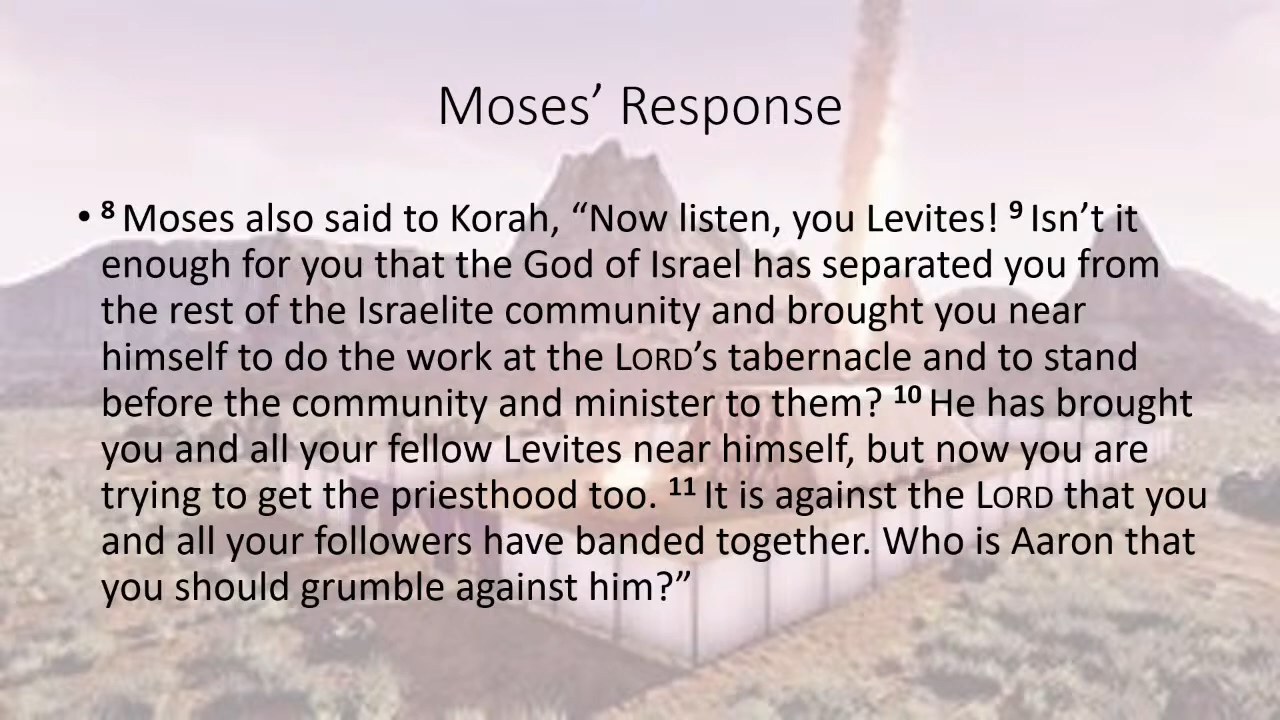 Moses’ Response
• ⁸ Moses also said to Korah, “Now listen, you Levites! ⁹ Isn’t it
enough for you that the God of Israel has separated you from
the rest of the Israelite community and brought you near
himself to do the work at the LORD’s tabernacle and to stand
before the community and minister to them? ¹⁰ He has brought
you and all your fellow Levites near himself, but now you are
trying to get the priesthood too. ¹¹ It is against the LORD that you
and all your followers have banded together. Who is Aaron that
you should grumble against him?”